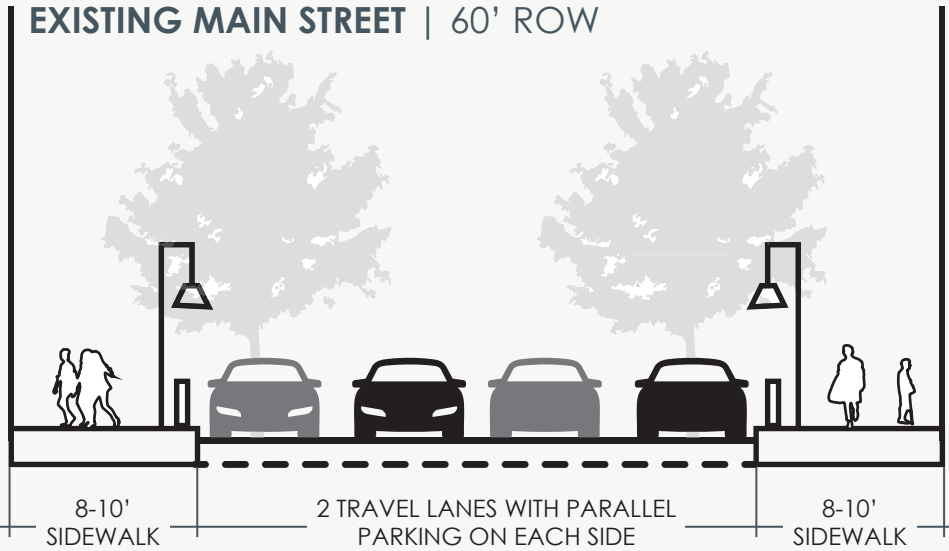 EXISTING MAIN STREET | 60’ ROW
8-10’
SIDEWALK
2 TRAVEL LANES WITH PARALLEL
PARKING ON EACH SIDE
8-10’
SIDEWALK